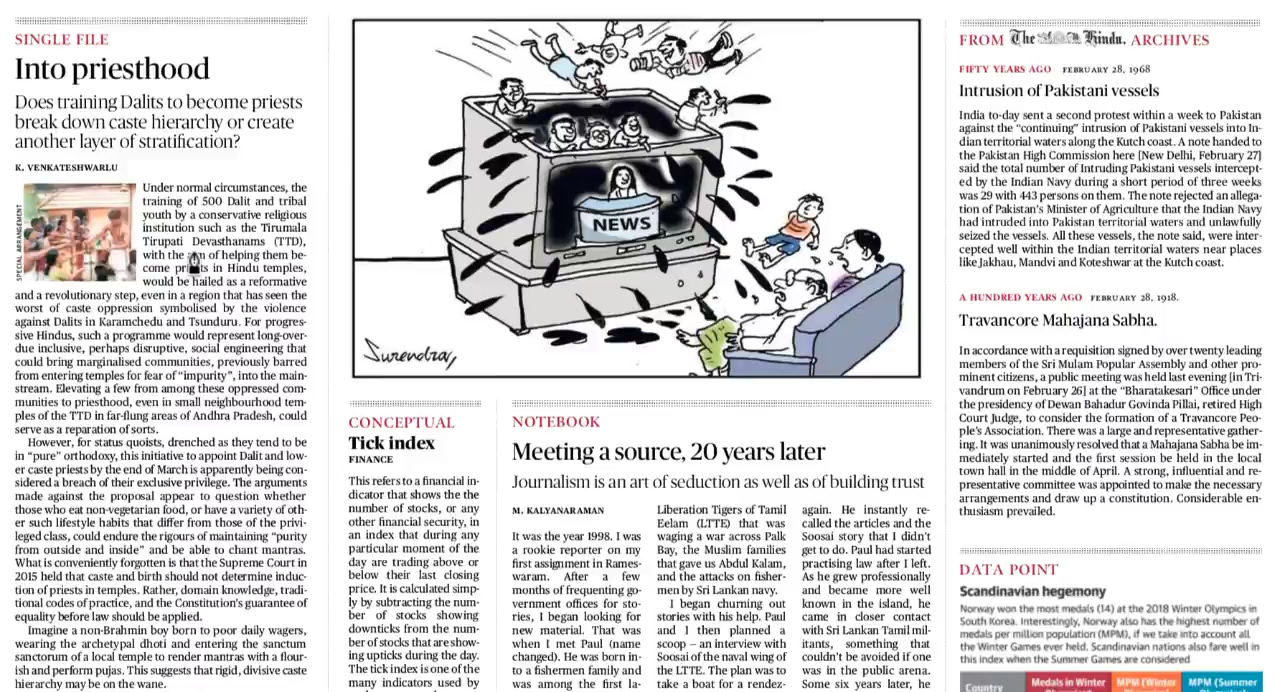 SINGLE FILE
Into priesthood
Does training Dalits to become priests
break down caste hierarchy or create
another layer of stratification?
K. VENKATESHWARLU
SPECIAL ARRANGEMENT
Under normal circumstances, the
training of 500 Dalit and tribal
youth by a conservative religious
institution such as the Tirumala
Tirupati Devasthanams (TTD),
with the of helping them be-
come in Hindu temples,
would be hailed as a reformative
and a revolutionary step, even in a region that has seen the
worst of caste oppression symbolised by the violence
against Dalits in Karamchedu and Tsunduru. For progres-
sive Hindus, such a programme would represent long-over-
due inclusive, perhaps disruptive, social engineering that
could bring marginalised communities, previously barred
from entering temples for fear of “impurity”, into the main-
stream. Elevating a few from among these oppressed com-
munities to priesthood, even in small neighbourhood tem-
ples of the TTD in far-flung areas of Andhra Pradesh, could
serve as a reparation of sorts.
However, for status quoists, drenched as they tend to be
in “pure” orthodoxy, this initiative to appoint Dalit and low-
er caste priests by the end of March is apparently being con-
sidered a breach of their exclusive privilege. The arguments
made against the proposal appear to question whether
those who eat non-vegetarian food, or have a variety of oth-
er such lifestyle habits that differ from those of the privi-
leged class, could endure the rigours of maintaining “purity
from outside and inside” and be able to chant mantras.
What is conveniently forgotten is that the Supreme Court in
2015 held that caste and birth should not determine induc-
tion of priests in temples. Rather, domain knowledge, tradi-
tional codes of practice, and the Constitution's guarantee of
equality before law should be applied.
Imagine a non-Brahmin boy born to poor daily wagers,
wearing the archetypal dhoti and entering the sanctum
sanctorum of a local temple to render mantras with a flour-
ish and perform pujas. This suggests that rigid, divisive caste
hierarchy may be on the wane.
NEWS
Surendra
CONCEPTUAL
Tick index
FINANCE
This refers to a financial in-
dicator that shows the the
number of stocks, or any
other financial security, in
an index that during any
particular moment of the
day are trading above or
below their last closing
price. It is calculated simp-
ly by subtracting the num-
ber of stocks showing
downticks from the num-
ber of stocks that are show-
ing upticks during the day.
The tick index is one of the
many indicators used by
NOTEBOOK
Meeting a source, 20 years later
Journalism is an art of seduction as well as of building trust
M. KALYANARAMAN
It was the year 1998. I was
a rookie reporter on my
first assignment in Rames-
waram. After a few
months of frequenting go-
vernment offices for sto-
ries, I began looking for
new material. That was
when I met Paul (name
changed). He was born in-
to a fishermen family and
was among the first la-
Liberation Tigers of Tamil
Eelam (LTTE) that was
waging a war across Palk
Bay, the Muslim families
that gave us Abdul Kalam,
and the attacks on fisher-
men by Sri Lankan navy.
I began churning out
stories with his help. Paul
and I then planned a
scoop – an interview with
Soosai of the naval wing of
the LTTE. The plan was to
take a boat for a rendez-
again. He instantly re-
called the articles and the
Soosai story that I didn't
get to do. Paul had started
practising law after I left.
As he grew professionally
and became more well
known in the island, he
came in closer contact
with Sri Lankan Tamil mil-
itants, something that
couldn't be avoided if one
was in the public arena.
Some six years later, he
FROM The Hindu. ARCHIVES
FIFTY YEARS AGO FEBRUARY 28, 1968
Intrusion of Pakistani vessels
India to-day sent a second protest within a week to Pakistan
against the “continuing” intrusion of Pakistani vessels into In-
dian territorial waters along the Kutch coast. A note handed to
the Pakistan High Commission here [New Delhi, February 27]
said the total number of Intruding Pakistani vessels intercept-
ed by the Indian Navy during a short period of three weeks
was 29 with 443 persons on them. The note rejected an allega-
tion of Pakistan's Minister of Agriculture that the Indian Navy
had intruded into Pakistan territorial waters and unlawfully
seized the vessels. All these vessels, the note said, were inter-
cepted well within the Indian territorial waters near places
like Jakhau, Mandvi and Koteshwar at the Kutch coast.
A HUNDRED YEARS AGO FEBRUARY 28, 1918.
Travancore Mahajana Sabha.
In accordance with a requisition signed by over twenty leading
members of the Sri Mulam Popular Assembly and other pro-
minent citizens, a public meeting was held last evening [in Tri-
vandrum on February 26] at the “Bharatakesari” Office under
the presidency of Dewan Bahadur Govinda Pillai, retired High
Court Judge, to consider the formation of a Travancore Peo-
ple's Association. There was a large and representative gather-
ing. It was unanimously resolved that a Mahajana Sabha be im-
mediately started and the first session be held in the local
town hall in the middle of April. A strong, influential and re-
presentative committee was appointed to make the necessary
arrangements and draw up a constitution. Considerable en-
thusiasm prevailed.
DATA POINT
Scandinavian hegemony
Norway won the most medals (14) at the 2018 Winter Olympics in
South Korea. Interestingly, Norway also has the highest number of
medals per million population (MPM), if we take into account all
the Winter Games ever held. Scandinavian nations also fare well in
this index when the Summer Games are considered
Country
Medals in Winter
MPM (Winter
MPM (Summer